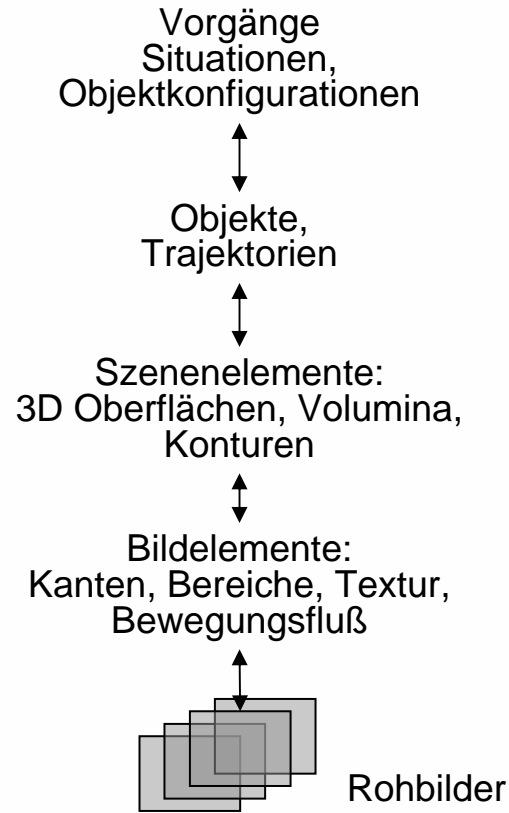 Vorgänge
Situationen,
Objektkonfigurationen
Objekte,
Trajektorien
Szenenelemente:
3D Oberflächen, Volumina,
Konturen
Bildelemente:
Kanten, Bereiche, Textur,
Bewegungsfluß
Rohbilder